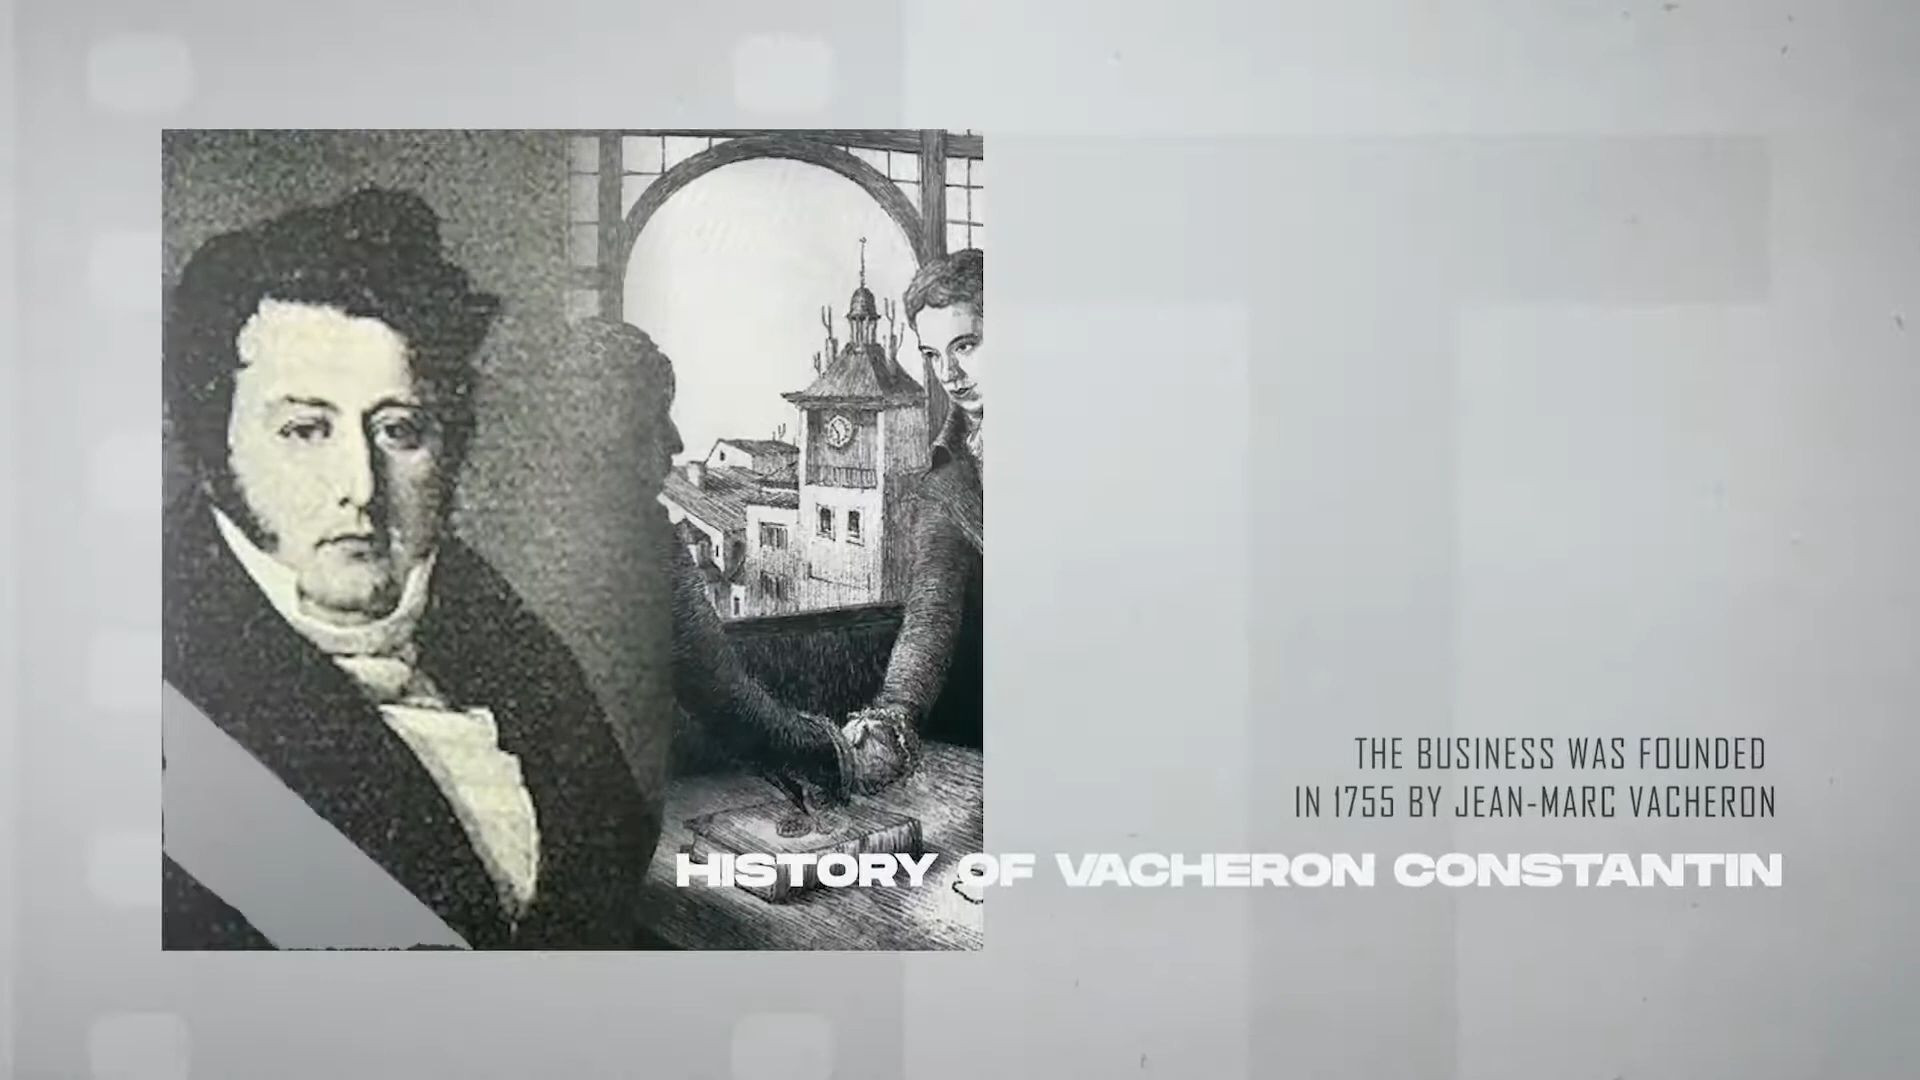 THE BUSINESS WAS FOUNDED
IN 1755 BY JEAN-MARC VACHERON
HISTORY OF VACHERON CONSTANTIN